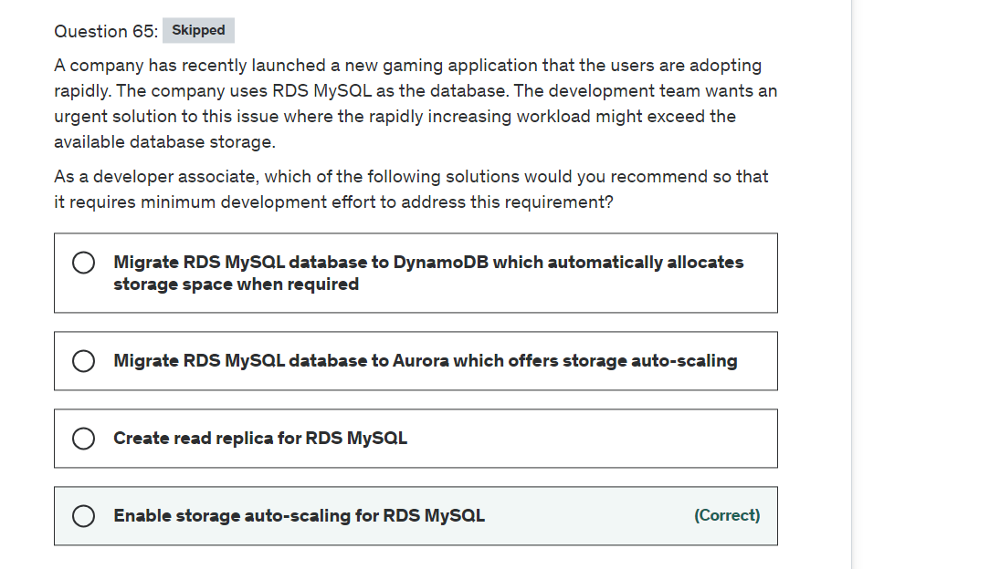 Question 65: Skipped
A company has recently launched a new gaming application that the users are adopting
rapidly. The company uses RDS MySQL as the database. The development team wants an
urgent solution to this issue where the rapidly increasing workload might exceed the
available database storage.
As a developer associate, which of the following solutions would you recommend so that
it requires minimum development effort to address this requirement?
Migrate RDS MySQL database to DynamoDB which automatically allocates
storage space when required
Migrate RDS MySQL database to Aurora which offers storage auto-scaling
Create read replica for RDS MySQL
Enable storage auto-scaling for RDS MySQL (Correct)